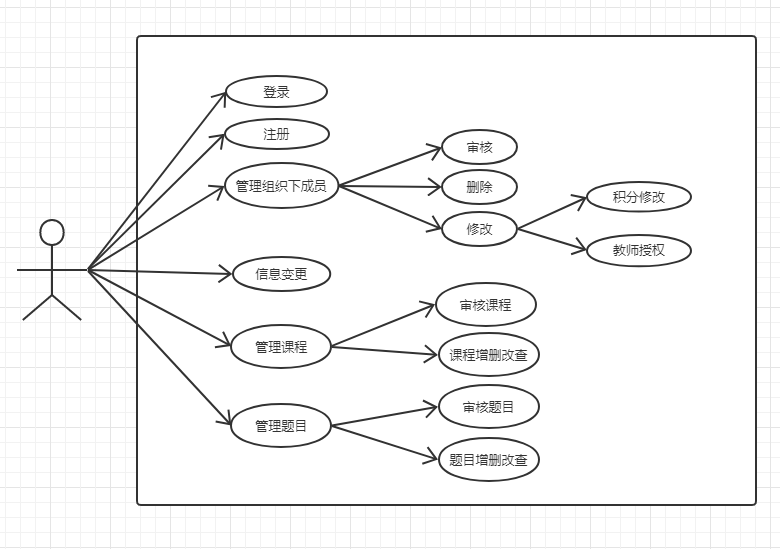 登录
注册
管理组织下成员
审核
删除
修改
积分修改
教师授权
信息变更
管理课程
审核课程
课程增删改查
管理题目
审核题目
题目增删改查